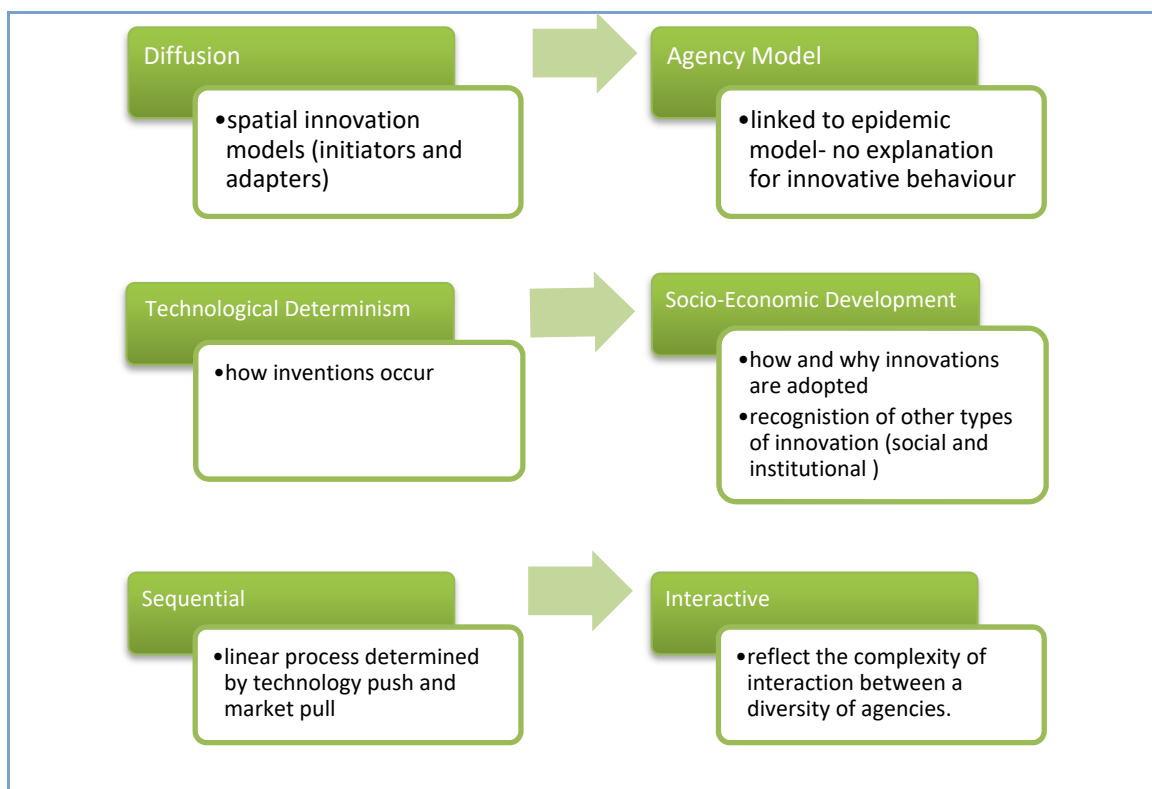 Diffusion
•spatial innovation
models (initiators and
adapters)
Agency Model
•linked to epidemic
model- no explanation
for innovative behaviour
Technological Determinism
•how inventions occur
Socio-Economic Development
•how and why innovations
are adopted
•recognistion of other types
of innovation (social and
institutional )
Sequential
•linear process determined
by technology push and
market pull
Interactive
•reflect the complexity of
interaction between a
diversity of agencies.